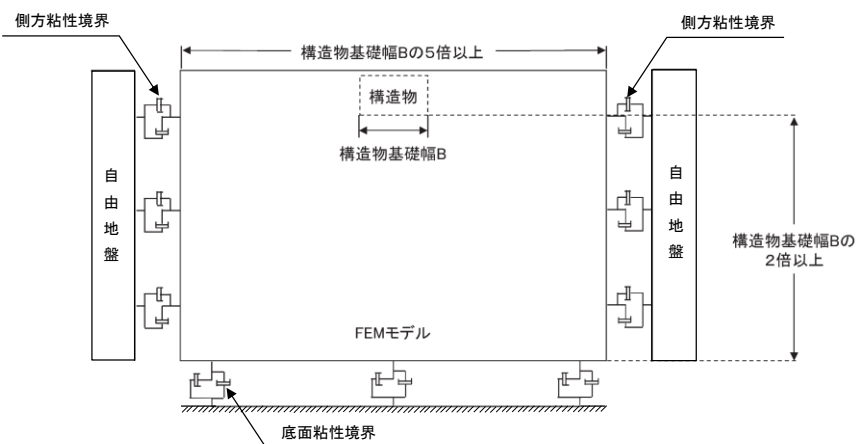 側方粘性境界
側方粘性境界
構造物基礎幅Bの5倍以上
構造物
構造物基礎幅B
自由地盤
自由地盤
構造物基礎幅Bの
2倍以上
FEMモデル
底面粘性境界